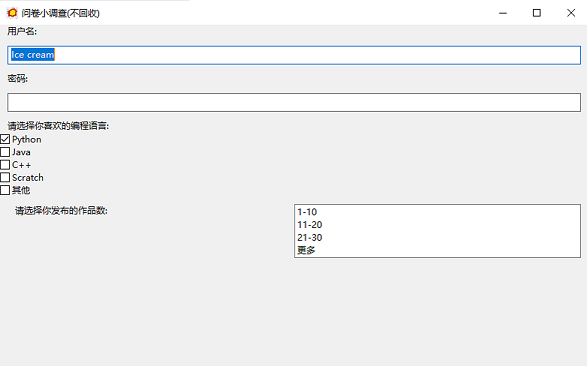 问卷小调查(不回收)
用户名:
Ice cream
密码:
请选择你喜欢的编程语言:
Python
Java
C++
Scratch
其他
请选择你发布的作品数:
1-10
11-20
21-30
更多